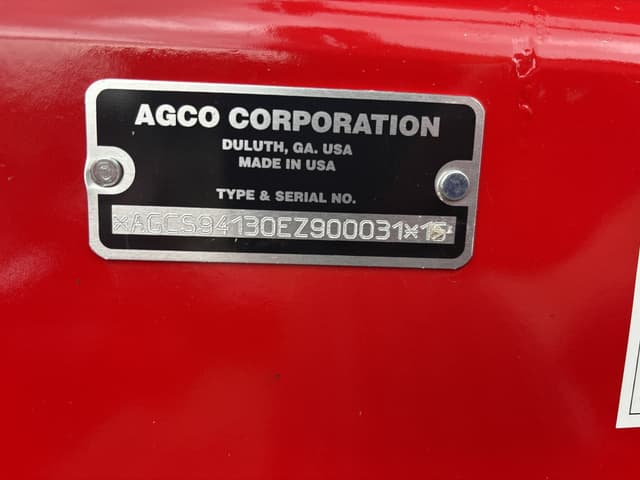 AGCO CORPORATION
DULUTH, GA. USA
MADE IN USA
TYPE & SERIAL NO.
*AGCS94130EZ900031*15